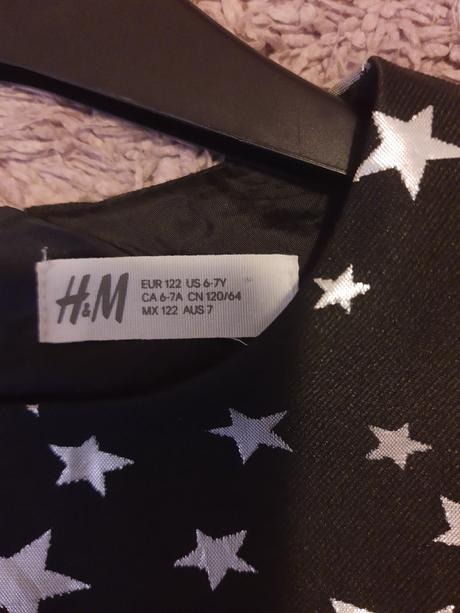 H&M
EUR 122 US 6-7Y
CA 6-7A CN 120/64
MX 122 AUS 7